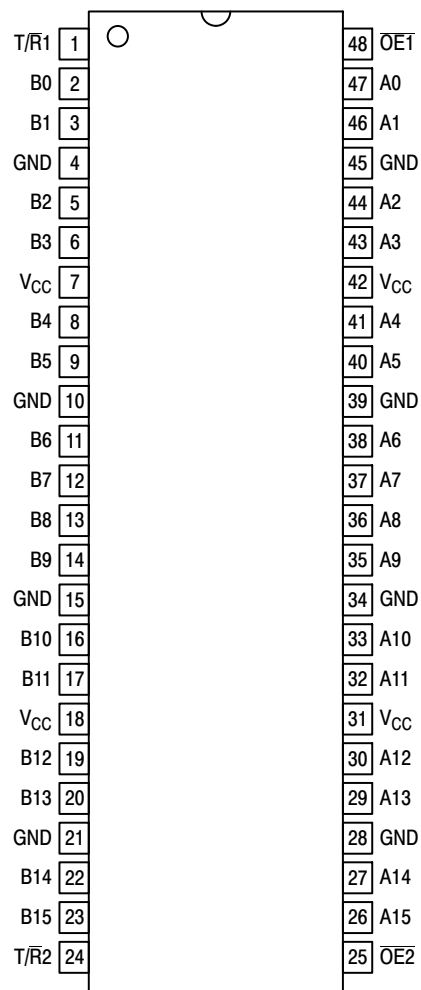 T/R̅1 1 48 O̅E̅1̅
B0 2 47 A0
B1 3 46 A1
GND 4 45 GND
B2 5 44 A2
B3 6 43 A3
VCC 7 42 VCC
B4 8 41 A4
B5 9 40 A5
GND 10 39 GND
B6 11 38 A6
B7 12 37 A7
B8 13 36 A8
B9 14 35 A9
GND 15 34 GND
B10 16 33 A10
B11 17 32 A11
VCC 18 31 VCC
B12 19 30 A12
B13 20 29 A13
GND 21 28 GND
B14 22 27 A14
B15 23 26 A15
T/R̅2 24 25 O̅E̅2̅